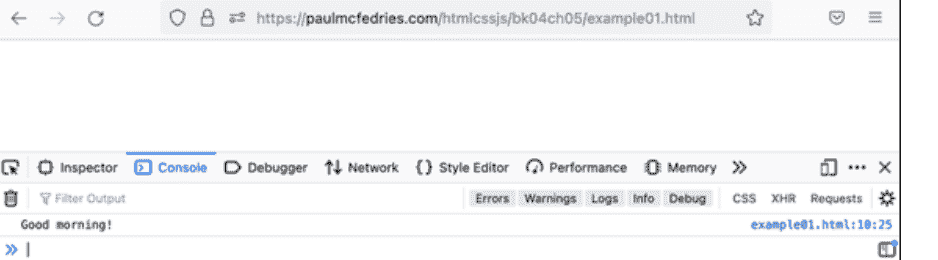 https://paulmcfedries.com/htmlcssjs/bk04ch05/example01.html
Inspector Console Debugger Network Style Editor Performance Memory
Filter Output Errors Warnings Logs Info Debug CSS XHR Requests
Good morning! example01.html:10:25